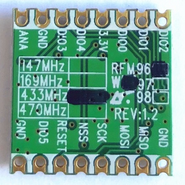 ANA
GND
DIO3
DIO4
3.3V
DIO0
DIO1
DIO2
147MHz
169MHz
433MHz
470MHz
RFM96
W 97
98
REV:1.2
GND
DIO5
RESET
NSS
SCK
MOSI
MISO
GND